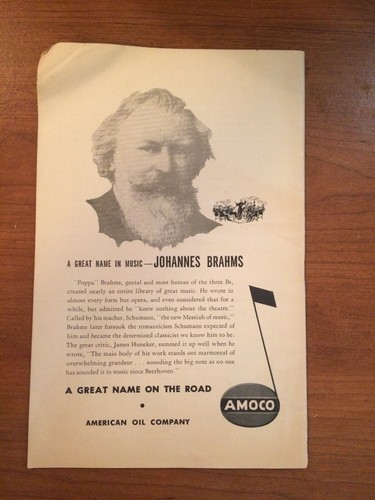 A GREAT NAME IN MUSIC—JOHANNES BRAHMS
"Poppa" Brahms, genial and most human of the three Bs,
created nearly an entire library of great music. He wrote in
almost every form but opera, and even considered that for a
while, but admitted he "knew nothing about the theatre."
Called by his teacher, Schumann, "the new Messiah of music,"
Brahms later forsook the romanticism Schumann expected of
him and became the determined classicist we know him to be.
The great critic, James Huneker, summed it up well when he
wrote, "The main body of his work stands out marmoreal of
overwhelming grandeur . . . sounding the big note as no one
has sounded it in music since Beethoven."
A GREAT NAME ON THE ROAD
•
AMERICAN OIL COMPANY
AMOCO